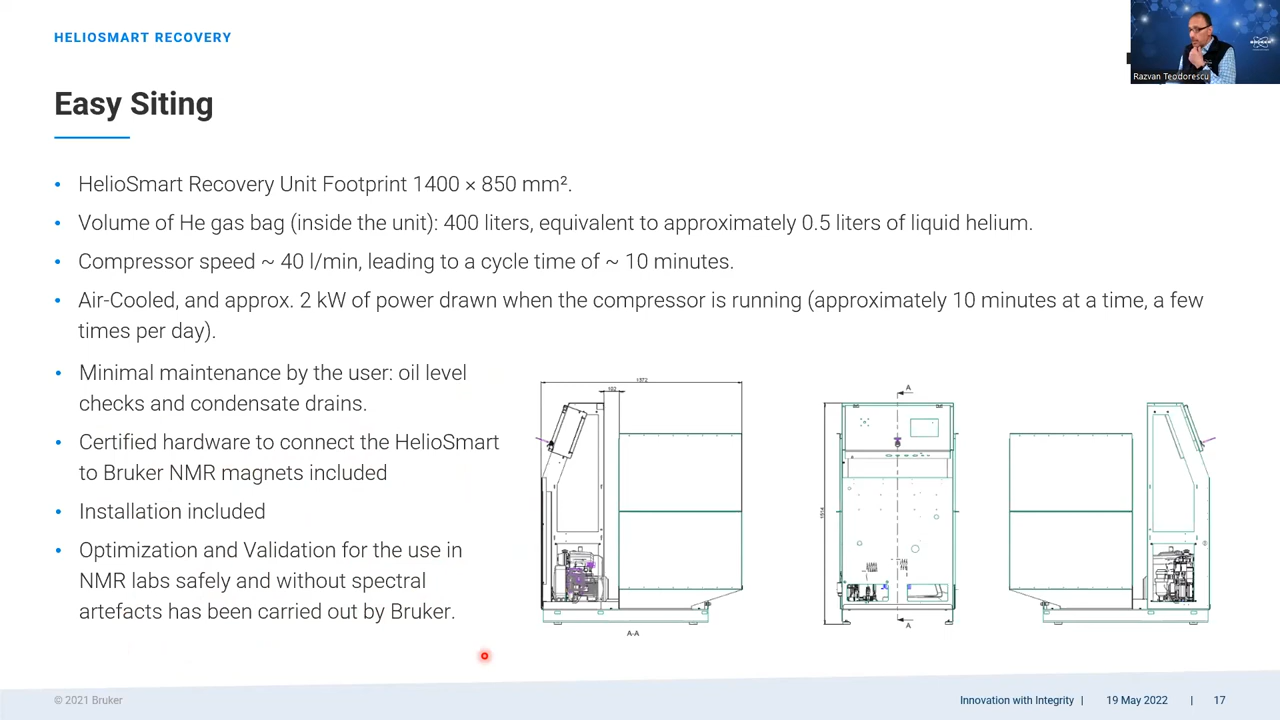 HELIOSMART RECOVERY
BRUKER
Razvan Teodorescu
Easy Siting
• HelioSmart Recovery Unit Footprint 1400 × 850 mm².
• Volume of He gas bag (inside the unit): 400 liters, equivalent to approximately 0.5 liters of liquid helium.
• Compressor speed ~ 40 l/min, leading to a cycle time of ~ 10 minutes.
• Air-Cooled, and approx. 2 kW of power drawn when the compressor is running (approximately 10 minutes at a time, a few
times per day).
• Minimal maintenance by the user: oil level
checks and condensate drains.
• Certified hardware to connect the HelioSmart
to Bruker NMR magnets included
• Installation included
• Optimization and Validation for the use in
NMR labs safely and without spectral
artefacts has been carried out by Bruker.
1372
102
A
1514
A
A-A
© 2021 Bruker
Innovation with Integrity | 19 May 2022 | 17